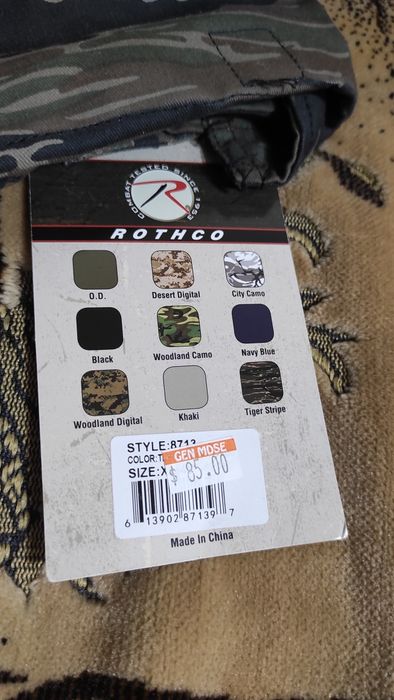 COMBAT TESTED SINCE 1953
R
ROTHCO
O.D.
Desert Digital
City Camo
Black
Woodland Camo
Navy Blue
Woodland Digital
Khaki
Tiger Stripe
STYLE:8713
COLOR:T
GEN MDSE
SIZE:X
$ 85.00
6 13902 87139 7
Made In China